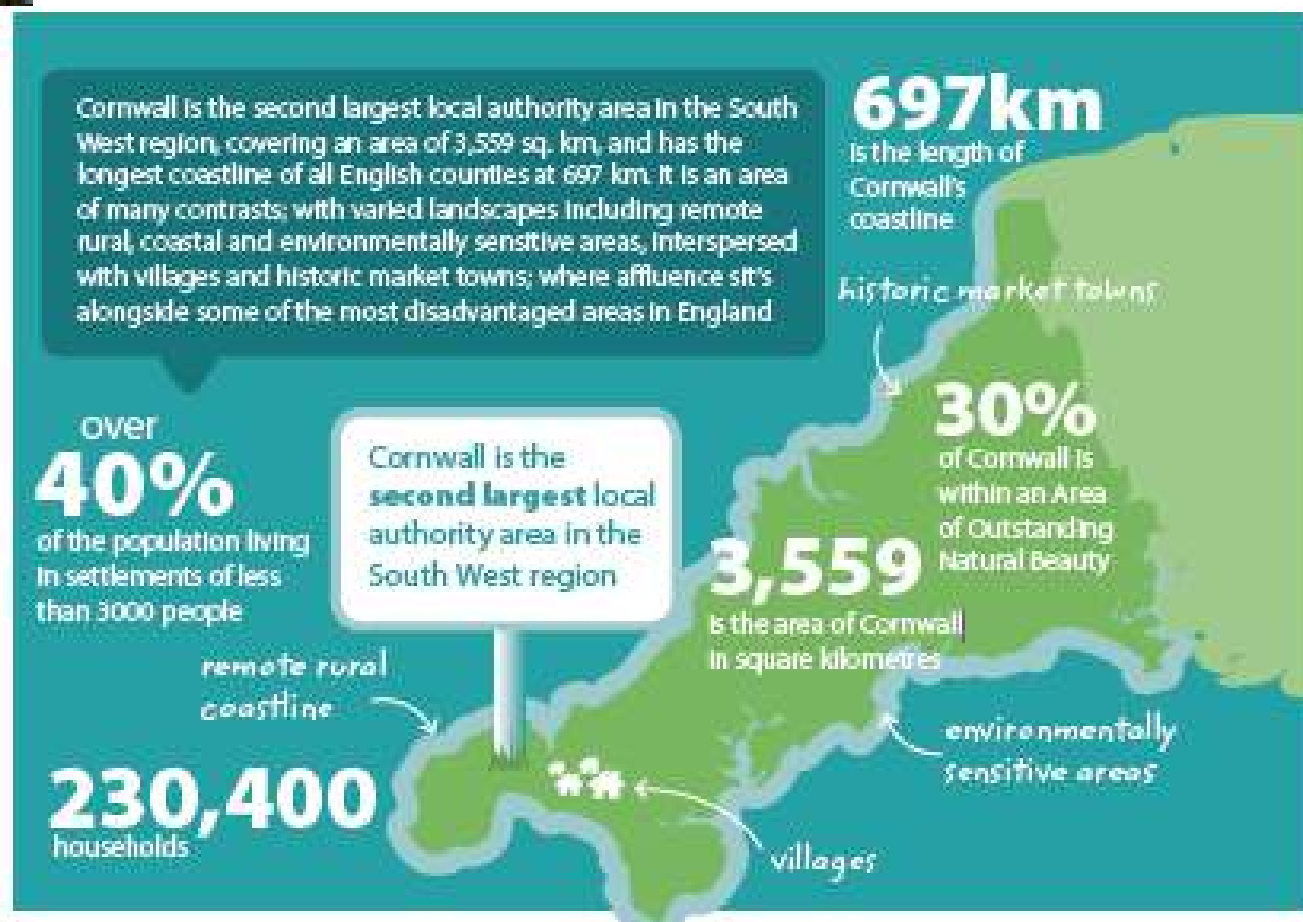 Cornwall is the second largest local authority area in the South
West region, covering an area of 3,559 sq. km, and has the
longest coastline of all English counties at 697 km. It is an area
of many contrasts; with varied landscapes including remote
rural, coastal and environmentally sensitive areas, interspersed
with villages and historic market towns; where affluence sit's
alongside some of the most disadvantaged areas in England
697km
is the length of
Cornwall's
coastline
historic market towns
30%
of Cornwall is
within an Area
of Outstanding
Natural Beauty
over
40%
of the population living
in settlements of less
than 3000 people
Cornwall is the
second largest local
authority area in the
South West region
3,559
is the area of Cornwall
in square kilometres
remote rural
coastline
environmentally
sensitive areas
230,400
households
villages